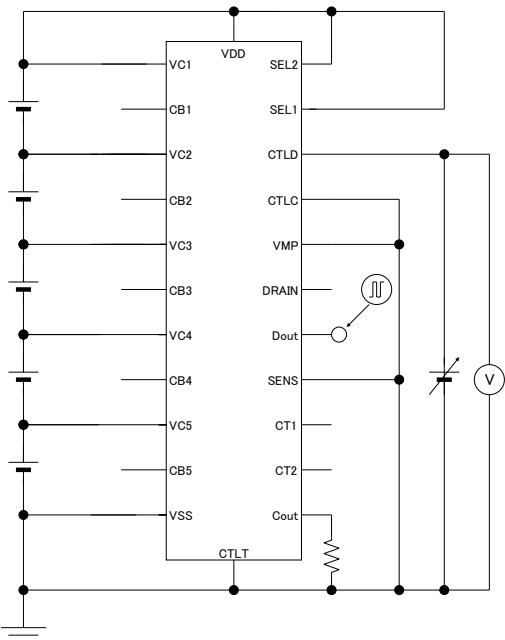 VDD
VC1
SEL2
CB1
SEL1
VC2
CTLD
CB2
CTLC
VC3
VMP
CB3
DRAIN
VC4
Dout
CB4
SENS
V
VC5
CT1
CB5
CT2
VSS
Cout
CTLT